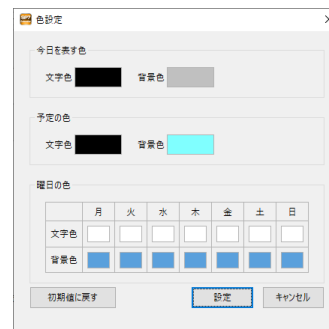 色設定
今日を表す色
文字色 背景色
予定の色
文字色 背景色
曜日の色
月 火 水 木 金 土 日
文字色
背景色
初期値に戻す 設定 キャンセル